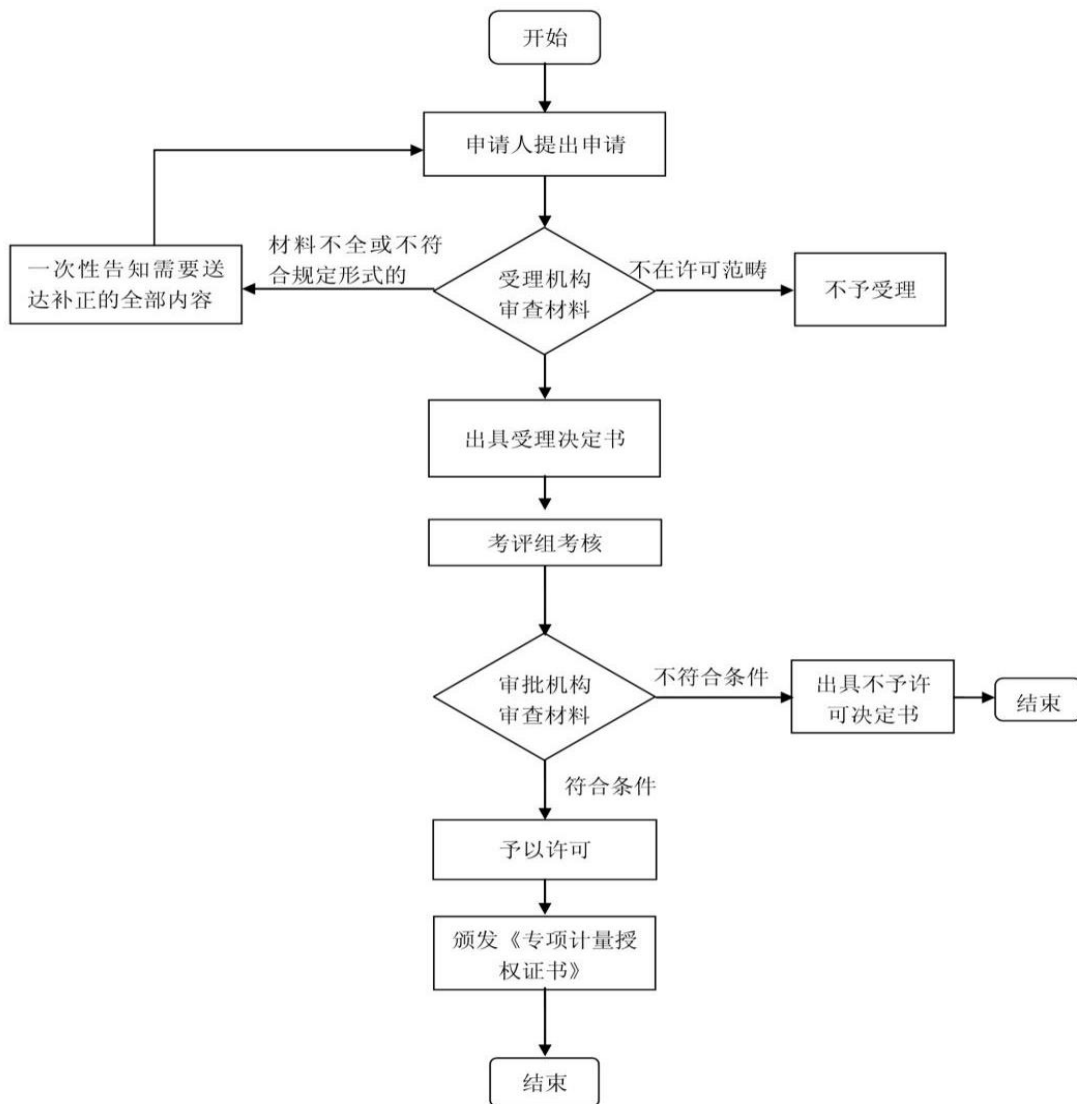 开始
申请人提出申请
材料不全或不符
合规定形式的
一次性告知需要送
达补正的全部内容
受理机构
审查材料
不在许可范畴
不予受理
出具受理决定书
考评组考核
审批机构
审查材料
不符合条件
出具不予许
可决定书
结束
符合条件
予以许可
颁发《专项计量授
权证书》
结束